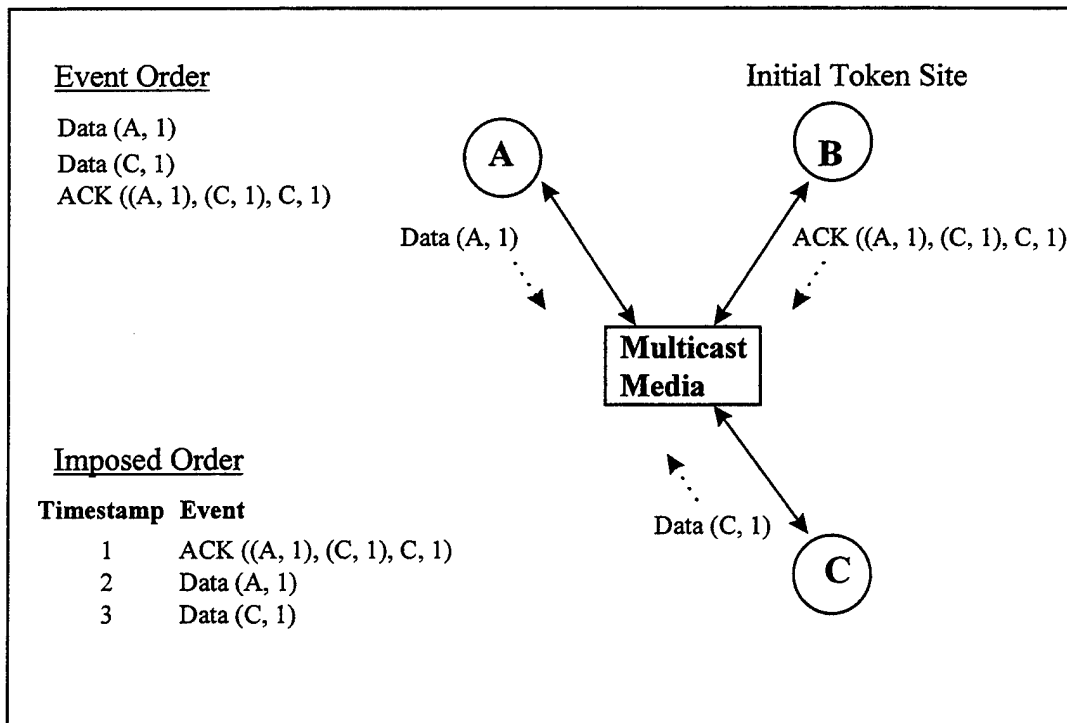 Event Order
Data (A, 1)
Data (C, 1)
ACK ((A, 1), (C, 1), C, 1)
Initial Token Site
A
B
Data (A, 1)
ACK ((A, 1), (C, 1), C, 1)
Multicast
Media
Data (C, 1)
C
Imposed Order
Timestamp Event
1 ACK ((A, 1), (C, 1), C, 1)
2 Data (A, 1)
3 Data (C, 1)